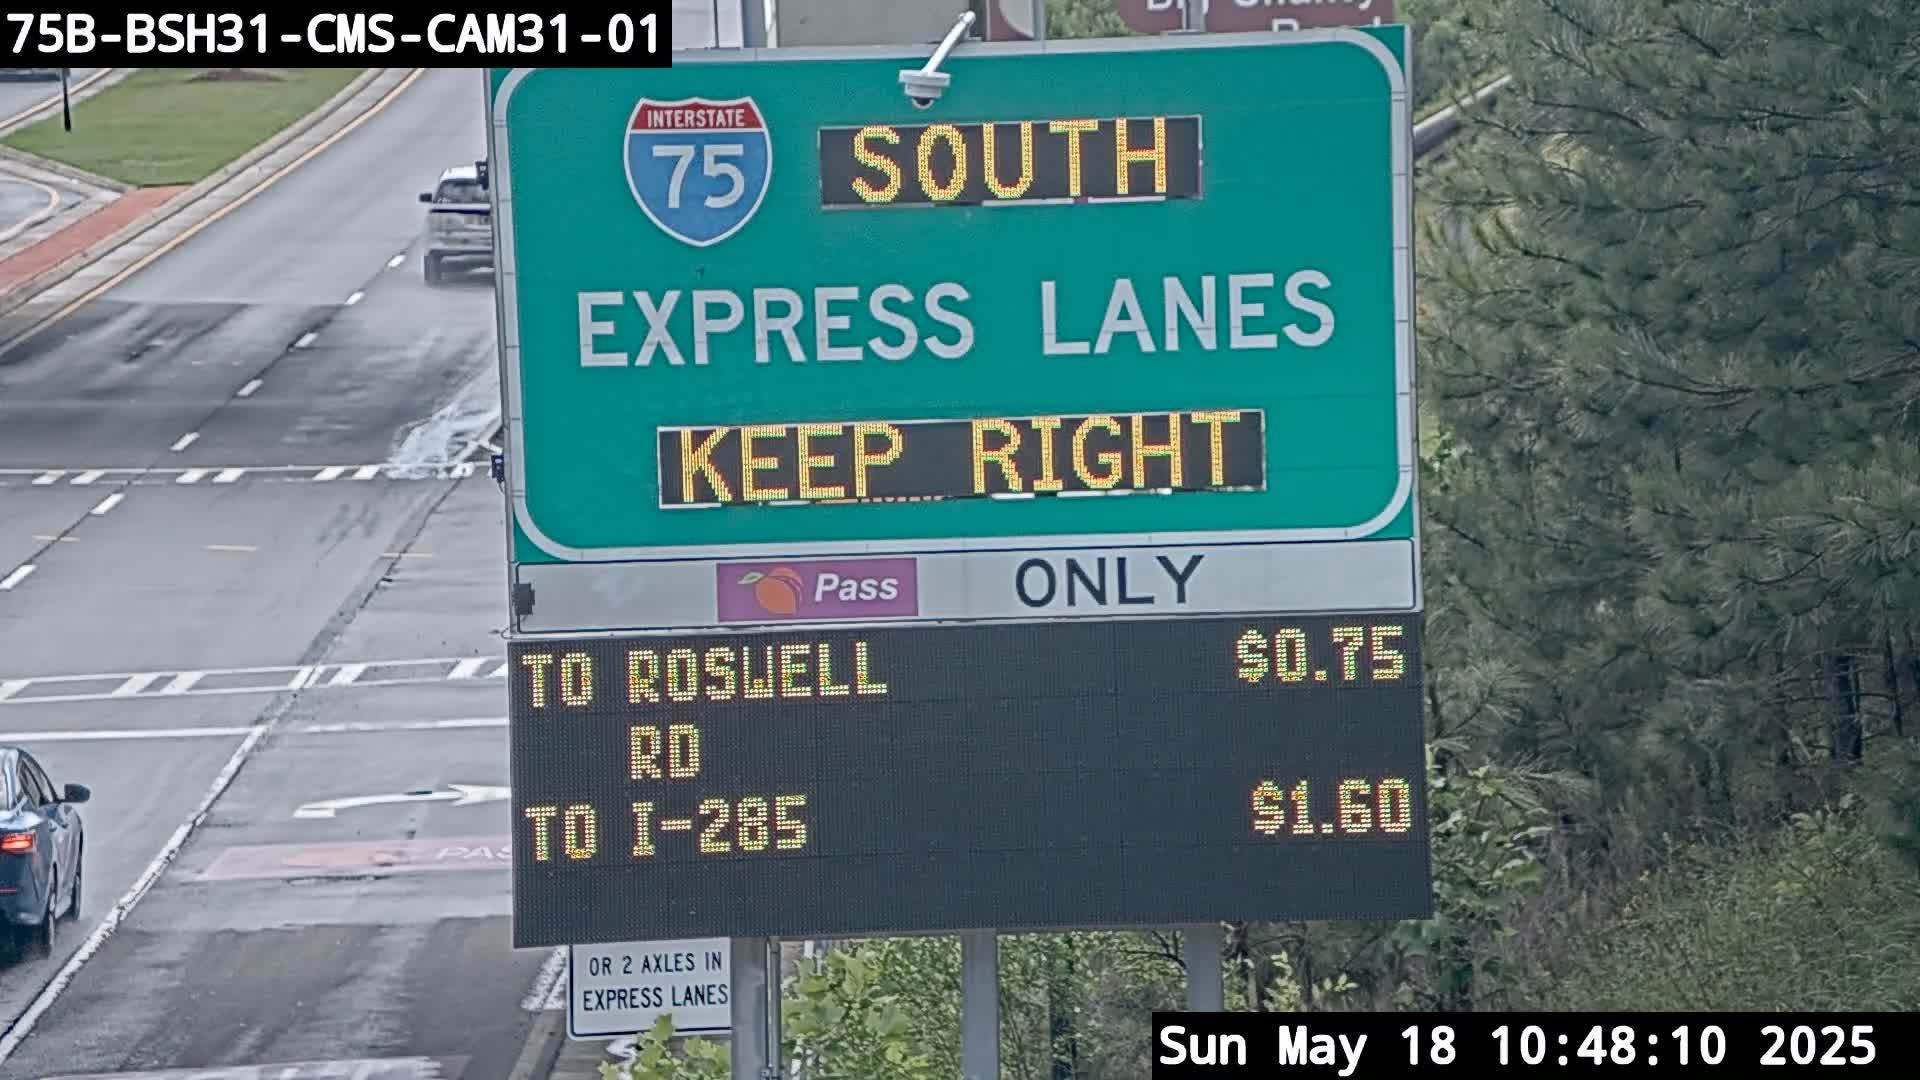 75B-BSH31-CMS-CAM31-01
Road
INTERSTATE
75
SOUTH
EXPRESS LANES
KEEP RIGHT
Pass ONLY
TO ROSWELL $0.75
RD
TO I-285 $1.60
OR 2 AXLES IN
EXPRESS LANES
Sun May 18 10:48:10 2025